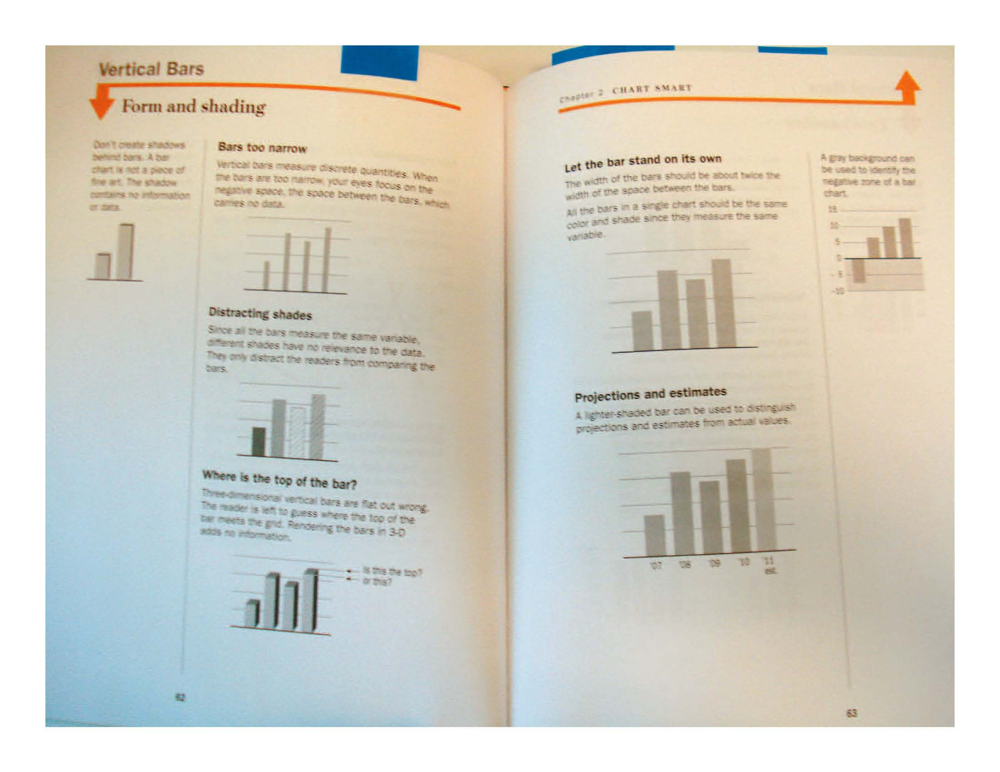 Vertical Bars
Form and shading
Don't create shadows
behind bars. A bar
chart is not a piece of
fine art. The shadow
contains no information
or data.
Bars too narrow
Vertical bars measure discrete quantities. When
the bars are too narrow, your eyes focus on the
negative space, the space between the bars, which
carries no data.
Distracting shades
Since all the bars measure the same variable,
different shades have no relevance to the data.
They only distract the readers from comparing the
bars.
Where is the top of the bar?
Three-dimensional vertical bars are flat out wrong.
The reader is left to guess where the top of the
bar meets the grid. Rendering the bars in 3-D
adds no information.
Is this the top?
or this?
62
Chapter 2 CHART SMART
Let the bar stand on its own
The width of the bars should be about twice the
width of the space between the bars.
All the bars in a single chart should be the same
color and shade since they measure the same
variable.
Projections and estimates
A lighter-shaded bar can be used to distinguish
projections and estimates from actual values.
'07 '08 '09 '10 '11
est.
A gray background can
be used to identify the
negative zone of a bar
chart.
15
10
5
0
-5
-10
63